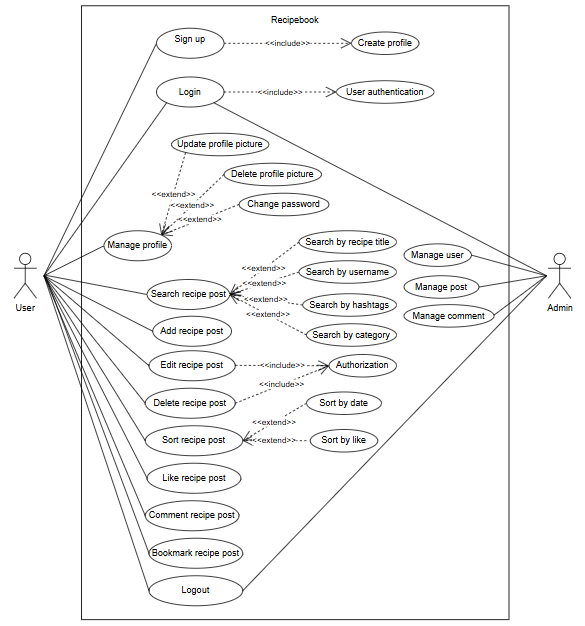 Recipebook
Sign up
<<include>>
Create profile
Login
<<include>>
User authentication
Update profile picture
Delete profile picture
<<extend>>
<<extend>>
Change password
<<extend>>
Manage profile
Search by recipe title
Manage user
<<extend>>
Search by username
<<extend>>
Manage post
Search recipe post
<<extend>>
Search by hashtags
User
Admin
<<extend>>
Manage comment
Add recipe post
Search by category
Edit recipe post
<<include>>
Authorization
<<include>>
Delete recipe post
Sort by date
<<extend>>
Sort recipe post
<<extend>>
Sort by like
Like recipe post
Comment recipe post
Bookmark recipe post
Logout